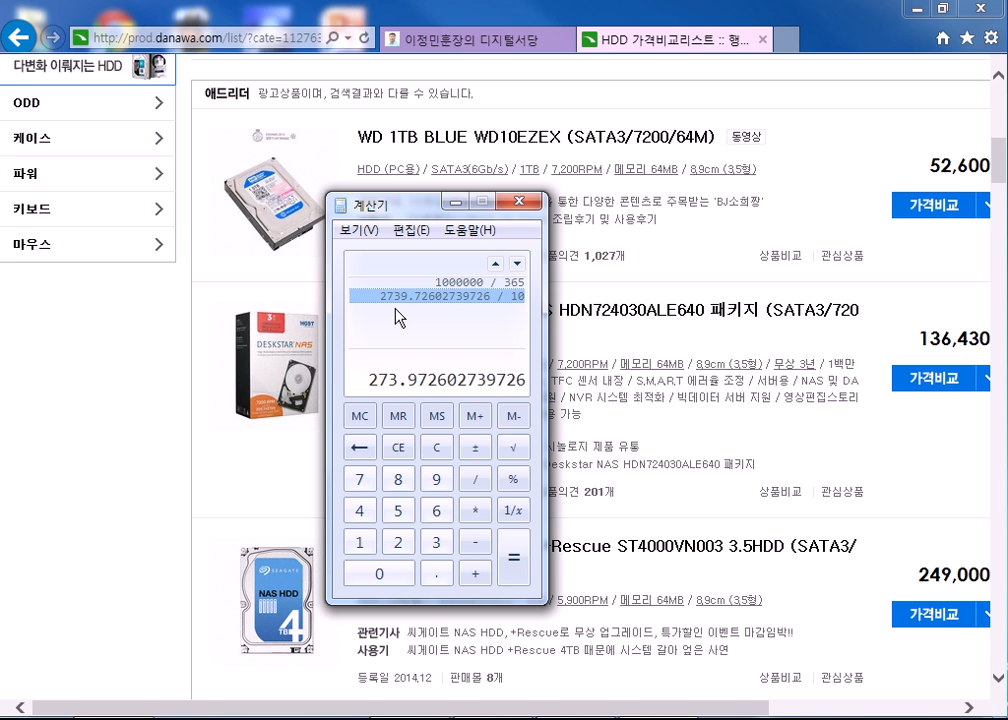 http://prod.danawa.com/list/?cate=112763
이정민훈장의 디지털서당
HDD 가격비교리스트 :: 행...
다변화 이뤄지는 HDD
ODD
케이스
파워
키보드
마우스
애드리더 광고상품이며, 검색결과와 다를 수 있습니다.
WD 1TB BLUE WD10EZEX (SATA3/7200/64M) 동영상
52,600
HDD (PC용) / SATA3(6Gb/s) / 1TB / 7,200RPM / 메모리 64MB / 8,9cm (3,5형)
통한 다양한 콘텐츠로 주목받는 'BJ소희짱'
조립후기 및 사용후기
가격비교
품의견 1,027개
상품비교
관심상품
계산기
보기(V) 편집(E) 도움말(H)
1000000 / 365
2739.72602739726 / 10
273.972602739726
MC MR MS M+ M-
← CE C ± √
7 8 9 / %
4 5 6 * 1/x
1 2 3 - =
0 . +
S HDN724030ALE640 패키지 (SATA3/720
136,430
7,200RPM / 메모리 64MB / 8,9cm (3,5형) / 무상 3년 / 1백만
TFC 센서 내장 / S,M,A,R,T 에러율 조정 / 서버용 / NAS 및 DA
/ NVR 시스템 최적화 / 빅데이터 서버 지원 / 영상편집스토리
용 가능
가격비교
시놀로지 제품 유통
Deskstar NAS HDN724030ALE640 패키지
품의견 201개
상품비교
관심상품
HGST
DESKSTAR NAS
+Rescue ST4000VN003 3.5HDD (SATA3/
249,000
5,900RPM / 메모리 64MB / 8,9cm (3,5형)
가격비교
관련기사 씨게이트 NAS HDD, +Rescue로 무상 업그레이드, 특가할인 이벤트 마감임박!!
사용기 씨게이트 NAS HDD +Rescue 4TB 때문에 시스템 갈아 엎은 사연
등록일 2014,12 판매몰 8개
상품비교
관심상품
SEAGATE
NAS HDD
4
TB